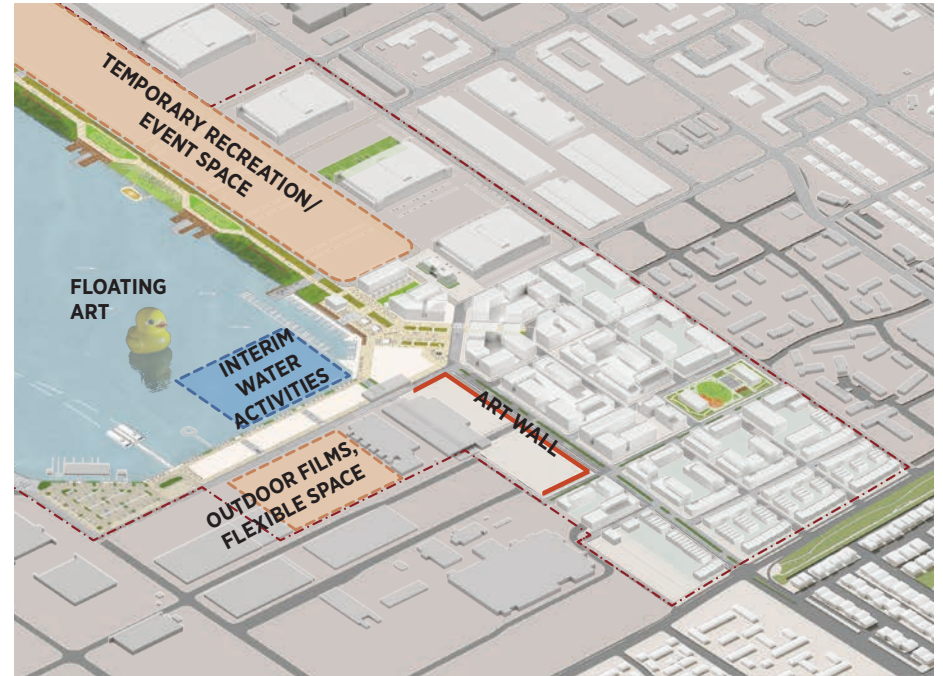 TEMPORARY RECREATION/
EVENT SPACE
FLOATING
ART
INTERIM
WATER
ACTIVITIES
ART WALL
OUTDOOR FILMS,
FLEXIBLE SPACE